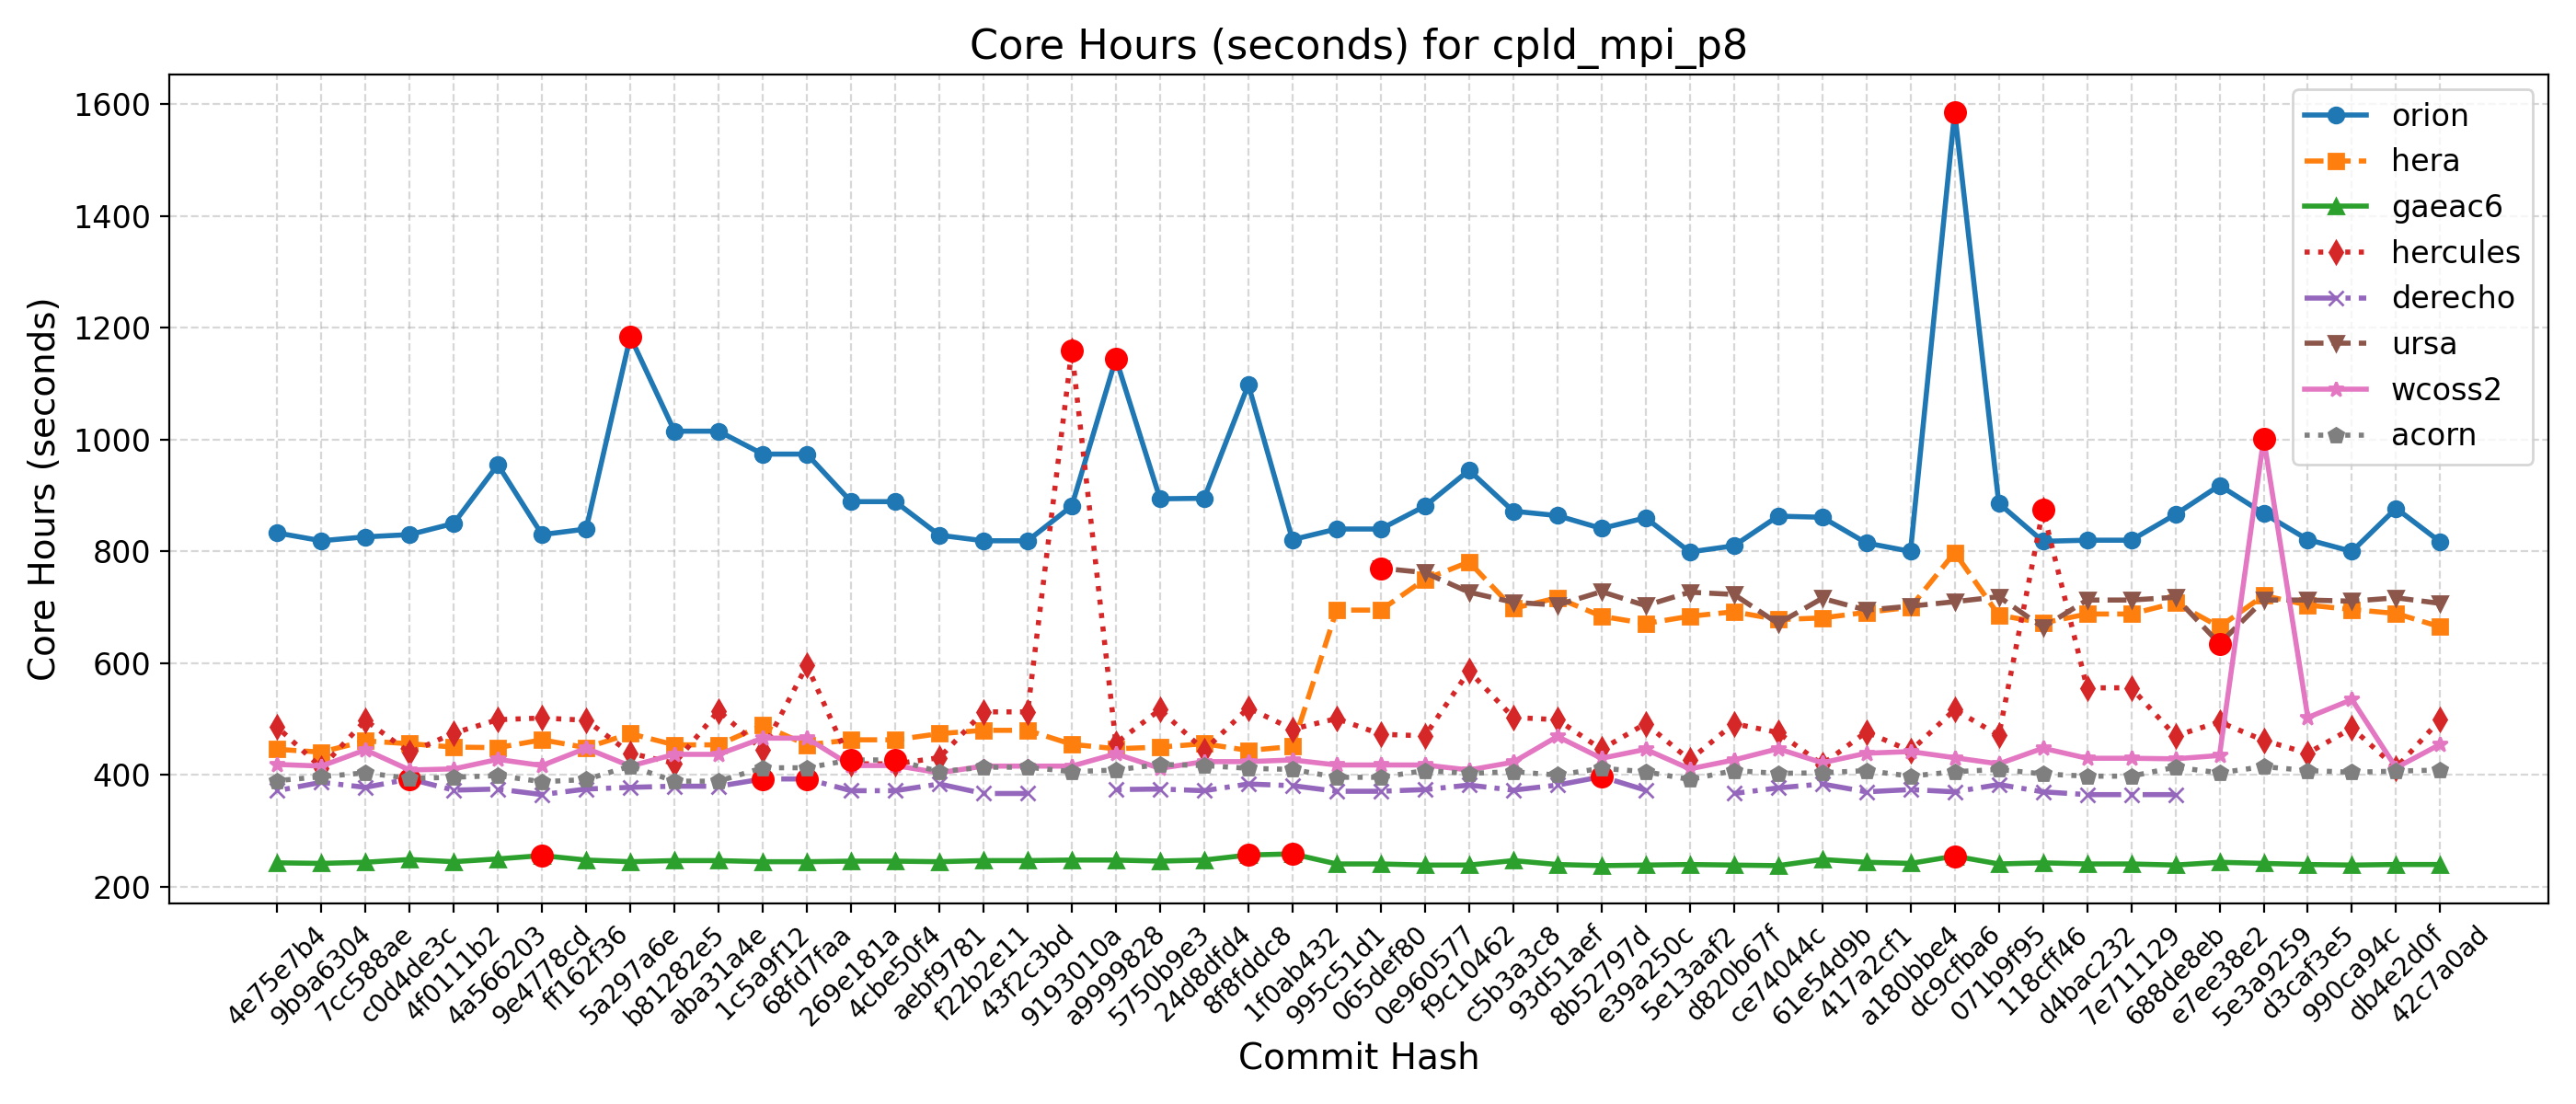 Core Hours (seconds) for cpld_mpi_p8
Core Hours (seconds)
1600
1400
1200
1000
800
600
400
200
orion
hera
gaeac6
hercules
derecho
ursa
wcoss2
acorn
4e75e7b4
9b9a6304
7cc588ae
c0d4de3c
4f0111b2
4a566203
9e4778cd
ff162f36
5a297a6e
b81282e5
aba31a4e
1c5a9f12
68fd7faa
269e181a
4cbe50f4
aebf9781
f22b2e11
43f2c3bd
9193010a
a9999828
5750b9e3
24d8dfd4
8f8fddc8
1f0ab432
995c51d1
065def80
0e960577
f9c10462
c5b3a3c8
93d51aef
8b52797d
e39a250c
5e13aaf2
d820b67f
ce74044c
61e54d9b
417a2cf1
a180bbe4
dc9cfba6
071b9f95
118cff46
d4bac232
7e711129
688de8eb
e7ee38e2
5e3a9259
d3caf3e5
990ca94c
db4e2d0f
42c7a0ad
Commit Hash